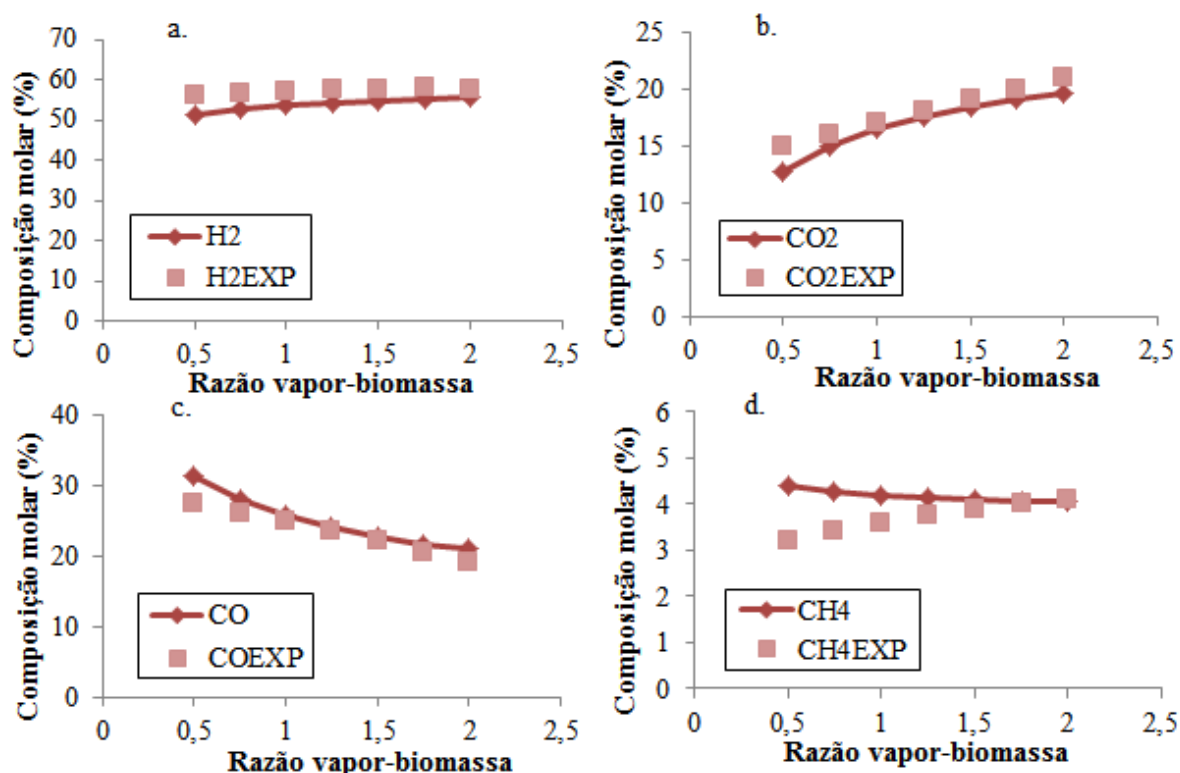 a.
Composição molar (%)
70
60
50
40
30
20
10
0
H2
H2EXP
0 0,5 1 1,5 2 2,5
Razão vapor-biomassa
b.
Composição molar (%)
25
20
15
10
5
0
CO2
CO2EXP
0 0,5 1 1,5 2 2,5
Razão vapor-biomassa
c.
Composição molar (%)
40
30
20
10
0
CO
COEXP
0 0,5 1 1,5 2 2,5
Razão vapor-biomassa
d.
Composição molar (%)
6
5
4
3
2
1
0
CH4
CH4EXP
0 0,5 1 1,5 2 2,5
Razão vapor-biomassa